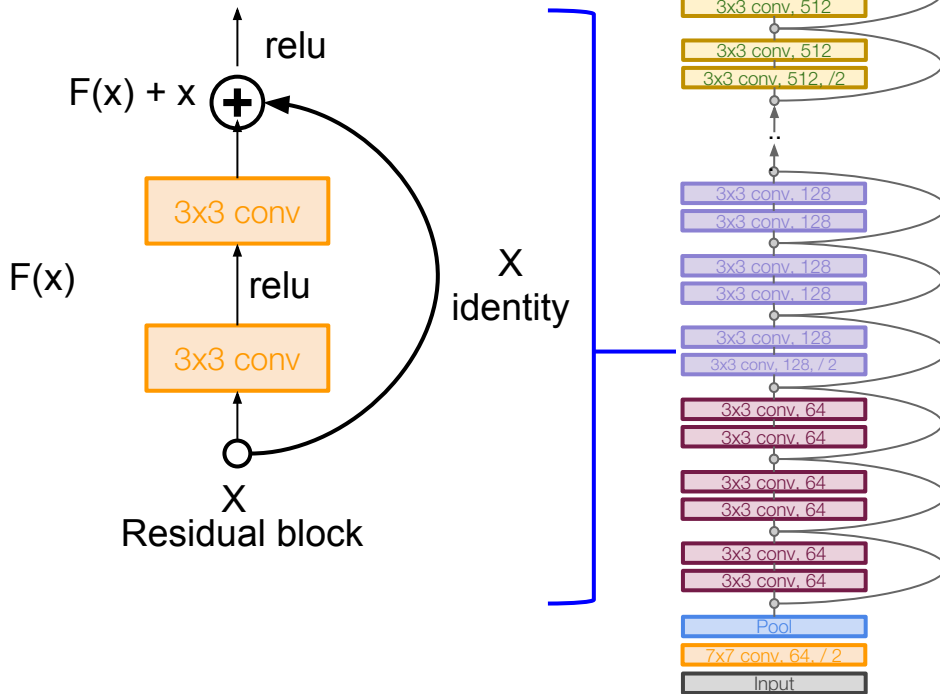 relu
F(x) + x
3x3 conv
F(x)
relu
X
identity
3x3 conv
X
Residual block
3x3 conv, 512
3x3 conv, 512
3x3 conv, 512, /2
..
3x3 conv, 128
3x3 conv, 128
3x3 conv, 128
3x3 conv, 128
3x3 conv, 128
3x3 conv, 128, / 2
3x3 conv, 64
3x3 conv, 64
3x3 conv, 64
3x3 conv, 64
3x3 conv, 64
3x3 conv, 64
Pool
7x7 conv, 64, / 2
Input